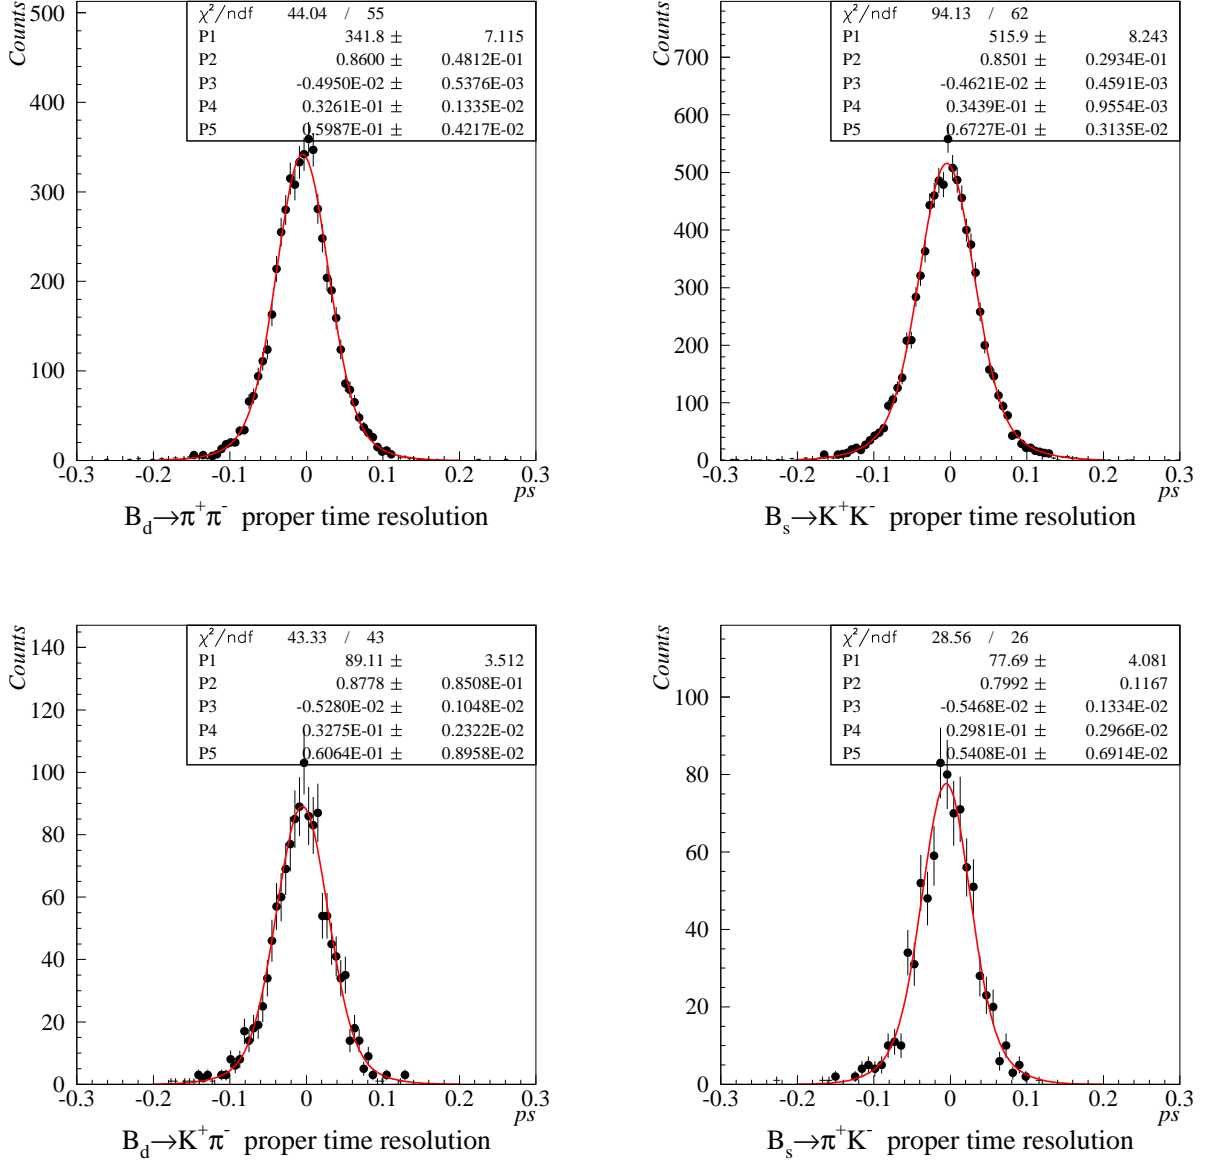 χ²/ndf 44.04 / 55
P1 341.8 ± 7.115
P2 0.8600 ± 0.4812E-01
P3 -0.4950E-02 ± 0.5376E-03
P4 0.3261E-01 ± 0.1335E-02
P5 0.5987E-01 ± 0.4217E-02
Counts
500
400
300
200
100
0
-0.3 -0.2 -0.1 0 0.1 0.2 0.3
ps
B_d→π⁺π⁻ proper time resolution
χ²/ndf 94.13 / 62
P1 515.9 ± 8.243
P2 0.8501 ± 0.2934E-01
P3 -0.4621E-02 ± 0.4591E-03
P4 0.3439E-01 ± 0.9554E-03
P5 0.6727E-01 ± 0.3135E-02
Counts
700
600
500
400
300
200
100
0
-0.3 -0.2 -0.1 0 0.1 0.2 0.3
ps
B_s→K⁺K⁻ proper time resolution
χ²/ndf 43.33 / 43
P1 89.11 ± 3.512
P2 0.8778 ± 0.8508E-01
P3 -0.5280E-02 ± 0.1048E-02
P4 0.3275E-01 ± 0.2322E-02
P5 0.6064E-01 ± 0.8958E-02
Counts
140
120
100
80
60
40
20
0
-0.3 -0.2 -0.1 0 0.1 0.2 0.3
ps
B_d→K⁺π⁻ proper time resolution
χ²/ndf 28.56 / 26
P1 77.69 ± 4.081
P2 0.7992 ± 0.1167
P3 -0.5468E-02 ± 0.1334E-02
P4 0.2981E-01 ± 0.2966E-02
P5 0.5408E-01 ± 0.6914E-02
Counts
100
80
60
40
20
0
-0.3 -0.2 -0.1 0 0.1 0.2 0.3
ps
B_s→π⁺K⁻ proper time resolution